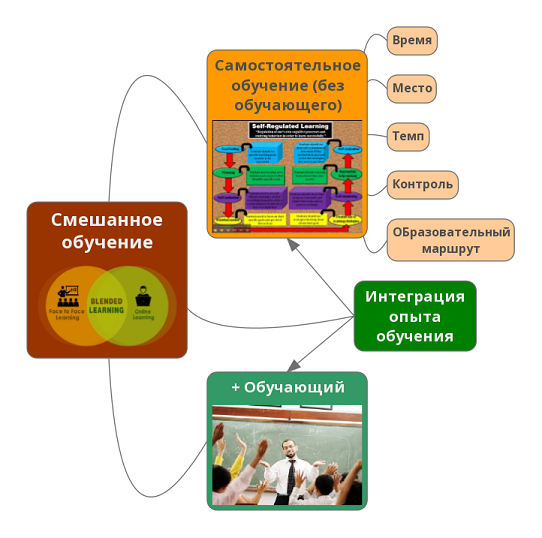 Время
Самостоятельное
обучение (без
обучающего)
Место
Self-Regulated Learning
Темп
Контроль
Смешанное
обучение
Образовательный
маршрут
BLENDED
LEARNING
Face to Face
Learning
Online
Learning
Интеграция
опыта
обучения
+ Обучающий